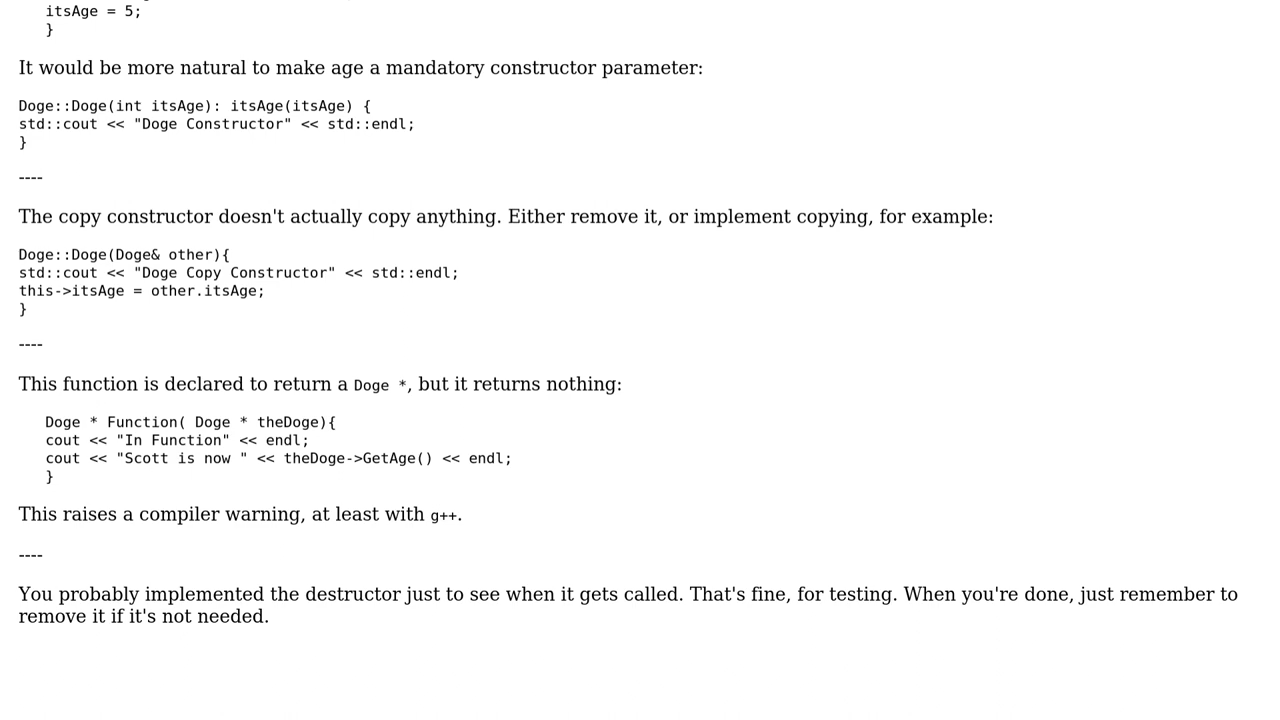 itsAge = 5;
}
It would be more natural to make age a mandatory constructor parameter:
Doge::Doge(int itsAge): itsAge(itsAge) {
std::cout << "Doge Constructor" << std::endl;
}
----
The copy constructor doesn't actually copy anything. Either remove it, or implement copying, for example:
Doge::Doge(Doge& other){
std::cout << "Doge Copy Constructor" << std::endl;
this->itsAge = other.itsAge;
}
----
This function is declared to return a Doge *, but it returns nothing:
Doge * Function( Doge * theDoge){
cout << "In Function" << endl;
cout << "Scott is now " << theDoge->GetAge() << endl;
}
This raises a compiler warning, at least with g++.
----
You probably implemented the destructor just to see when it gets called. That's fine, for testing. When you're done, just remember to
remove it if it's not needed.